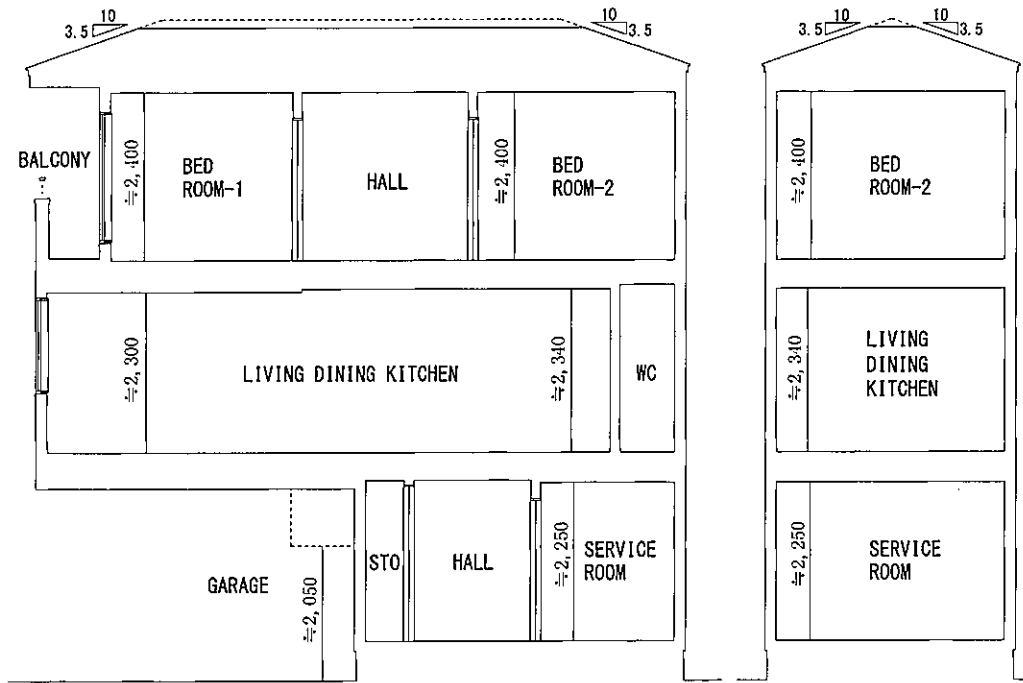 10
3.5
10
3.5
10
3.5
10
3.5
BALCONY
≒2,400
BED
ROOM-1
HALL
≒2,400
BED
ROOM-2
≒2,400
BED
ROOM-2
≒2,300
LIVING DINING KITCHEN
≒2,340
WC
≒2,340
LIVING
DINING
KITCHEN
GARAGE
≒2,050
STO
HALL
≒2,250
SERVICE
ROOM
≒2,250
SERVICE
ROOM